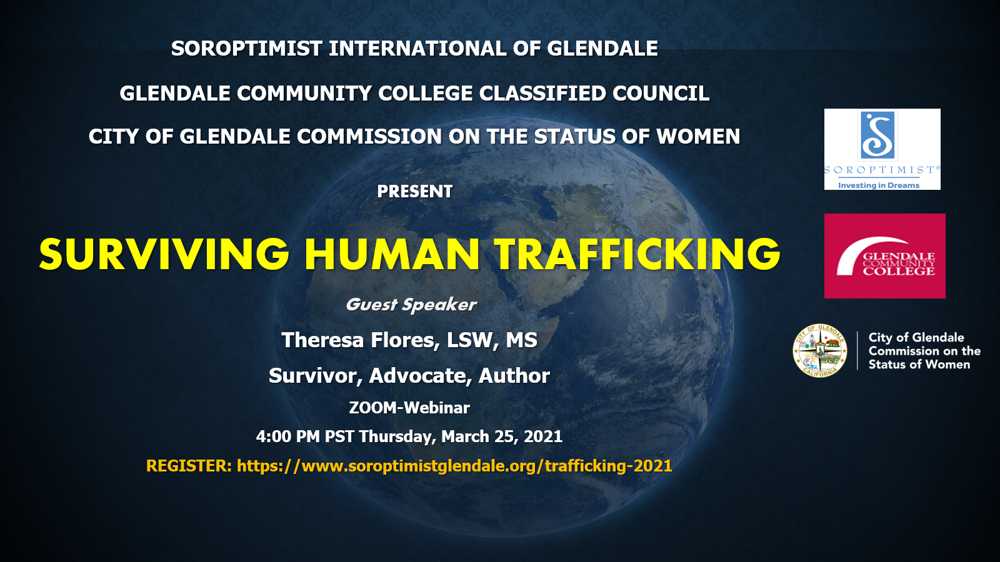 SOROPTIMIST INTERNATIONAL OF GLENDALE
GLENDALE COMMUNITY COLLEGE CLASSIFIED COUNCIL
CITY OF GLENDALE COMMISSION ON THE STATUS OF WOMEN
PRESENT
SURVIVING HUMAN TRAFFICKING
Guest Speaker
Theresa Flores, LSW, MS
Survivor, Advocate, Author
ZOOM-Webinar
4:00 PM PST Thursday, March 25, 2021
REGISTER: https://www.soroptimistglendale.org/trafficking-2021
S
SOROPTIMIST®
Investing in Dreams
GLENDALE
COMMUNITY
COLLEGE
CITY OF GLENDALE
CALIFORNIA
City of Glendale
Commission on the
Status of Women